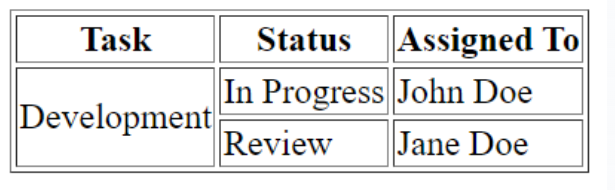 Task Status Assigned To
Development In Progress John Doe
Review Jane Doe